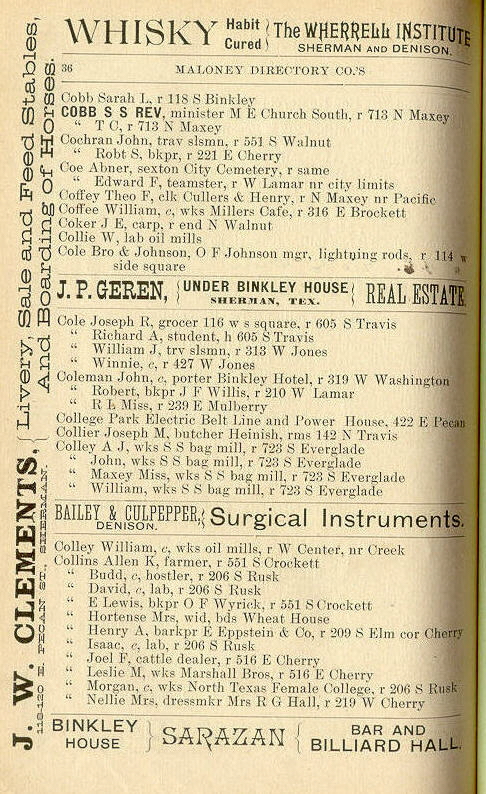 WHISKY Habit Cured { The WHERRELL INSTITUTE
SHERMAN AND DENISON.
36 MALONEY DIRECTORY CO.'S
Cobb Sarah L, r 118 S Binkley
COBB S S REV, minister M E Church South, r 713 N Maxey
" T C, r 713 N Maxey
Cochran John, trav slsmn, r 551 S Walnut
" Robt S, bkpr, r 221 E Cherry
Coe Abner, sexton City Cemetery, r same
" Edward F, teamster, r W Lamar nr city limits
Coffey Theo F, clk Cullers & Henry, r N Maxey nr Pacific
Coffee William, c, wks Millers Cafe, r 316 E Brockett
Coker J E, carp, r end N Walnut
Collie W, lab oil mills
Cole Bro & Johnson, O F Johnson mgr, lightning rods, r 114 w
side square
J. P. GEREN, { UNDER BINKLEY HOUSE SHERMAN, TEX. { REAL ESTATE.
Cole Joseph R, grocer 116 w s square, r 605 S Travis
" Richard A, student, h 605 S Travis
" William J, trv slsmn, r 313 W Jones
" Winnie, c, r 427 W Jones
Coleman John, c, porter Binkley Hotel, r 319 W Washington
" Robert, bkpr J F Willis, r 210 W Lamar
" R L Miss, r 239 E Mulberry
College Park Electric Belt Line and Power House, 422 E Pecan
Collier Joseph M, butcher Heinish, rms 142 N Travis
Colley A J, wks S S bag mill, r 723 S Everglade
" John, wks S S bag mill, r 723 S Everglade
" Maxey Miss, wks S S bag mill, r 723 S Everglade
" William, wks S S bag mill, r 723 S Everglade
BAILEY & CULPEPPER, DENISON. { Surgical Instruments.
Colley William, c, wks oil mills, r W Center, nr Creek
Collins Allen K, farmer, r 551 S Crockett
" Budd, c, hostler, r 206 S Rusk
" David, c, lab, r 206 S Rusk
" E Lewis, bkpr O F Wyrick, r 551 S Crockett
" Hortense Mrs, wid, bds Wheat House
" Henry A, barkpr E Eppstein & Co, r 209 S Elm cor Cherry
" Isaac, c, lab, r 206 S Rusk
" Joel F, cattle dealer, r 516 E Cherry
" Leslie M, wks Marshall Bros, r 516 E Cherry
" Morgan, c, wks North Texas Female College, r 206 S Rusk
" Nellie Mrs, dressmkr Mrs R G Hall, r 219 W Cherry
BINKLEY HOUSE } SARAZAN { BAR AND BILLIARD HALL.
J. W. CLEMENTS, { Livery, Sale and Feed Stables,
And Boarding of Horses.
118-120 E. PECAN ST., SHERMAN.